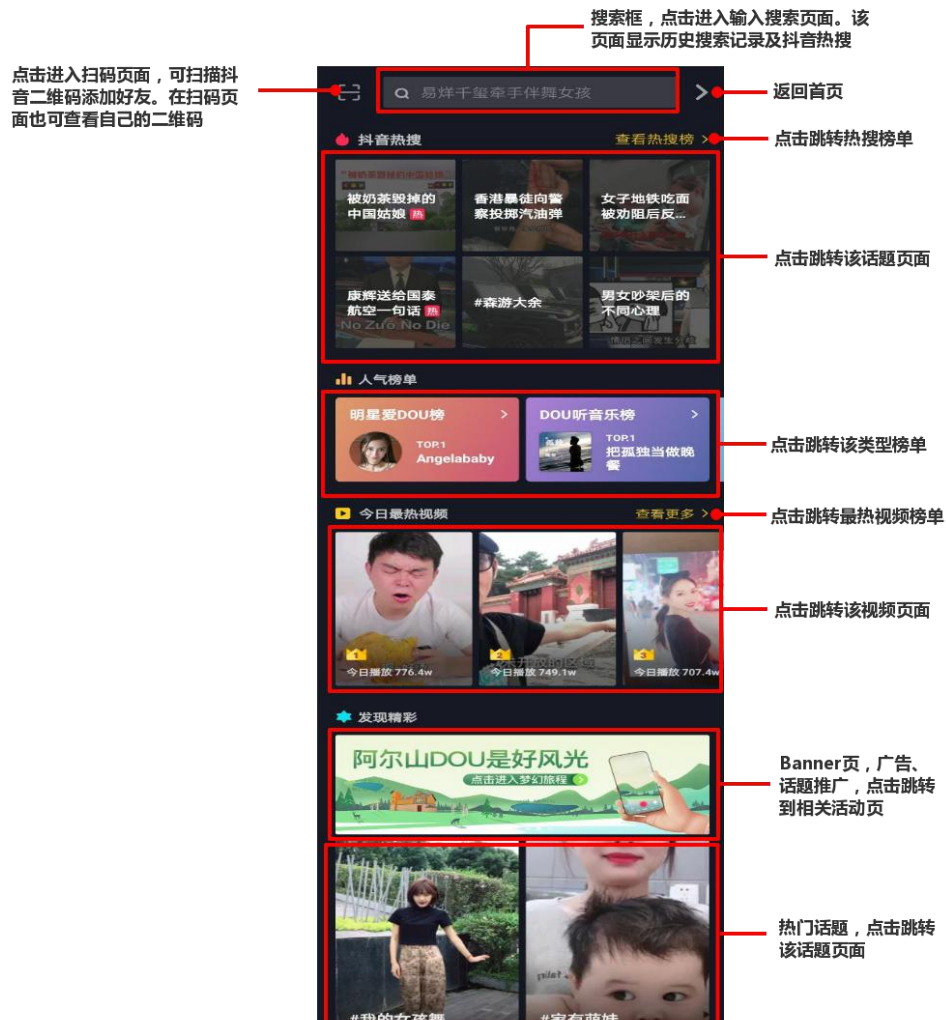 搜索框，点击进入输入搜索页面。该
页面显示历史搜索记录及抖音热搜
点击进入扫码页面，可扫描抖
音二维码添加好友。在扫码页
面也可查看自己的二维码
易烊千玺牵手伴舞女孩
返回首页
抖音热搜
查看热搜榜
点击跳转热搜榜单
被奶茶毁掉的
中国姑娘 热
香港暴徒向警
察投掷汽油弹
女子地铁吃面
被劝阻后反...
点击跳转该话题页面
康辉送给国泰
航空一句话 热
No Zuo No Die
#森游大余
男女吵架后的
不同心理
人气榜单
明星爱DOU榜
TOP.1
Angelababy
DOU听音乐榜
TOP.1
把孤独当做晚
餐
点击跳转该类型榜单
今日最热视频
查看更多
点击跳转最热视频榜单
点击跳转该视频页面
1
今日播放 776.4w
2
今日播放 749.1w
3
今日播放 707.4w
发现精彩
阿尔山DOU是好风光
点击进入梦幻旅程
Banner页，广告、
话题推广，点击跳转
到相关活动页
热门话题，点击跳转
该话题页面
#我的女孩舞
#家有萌娃